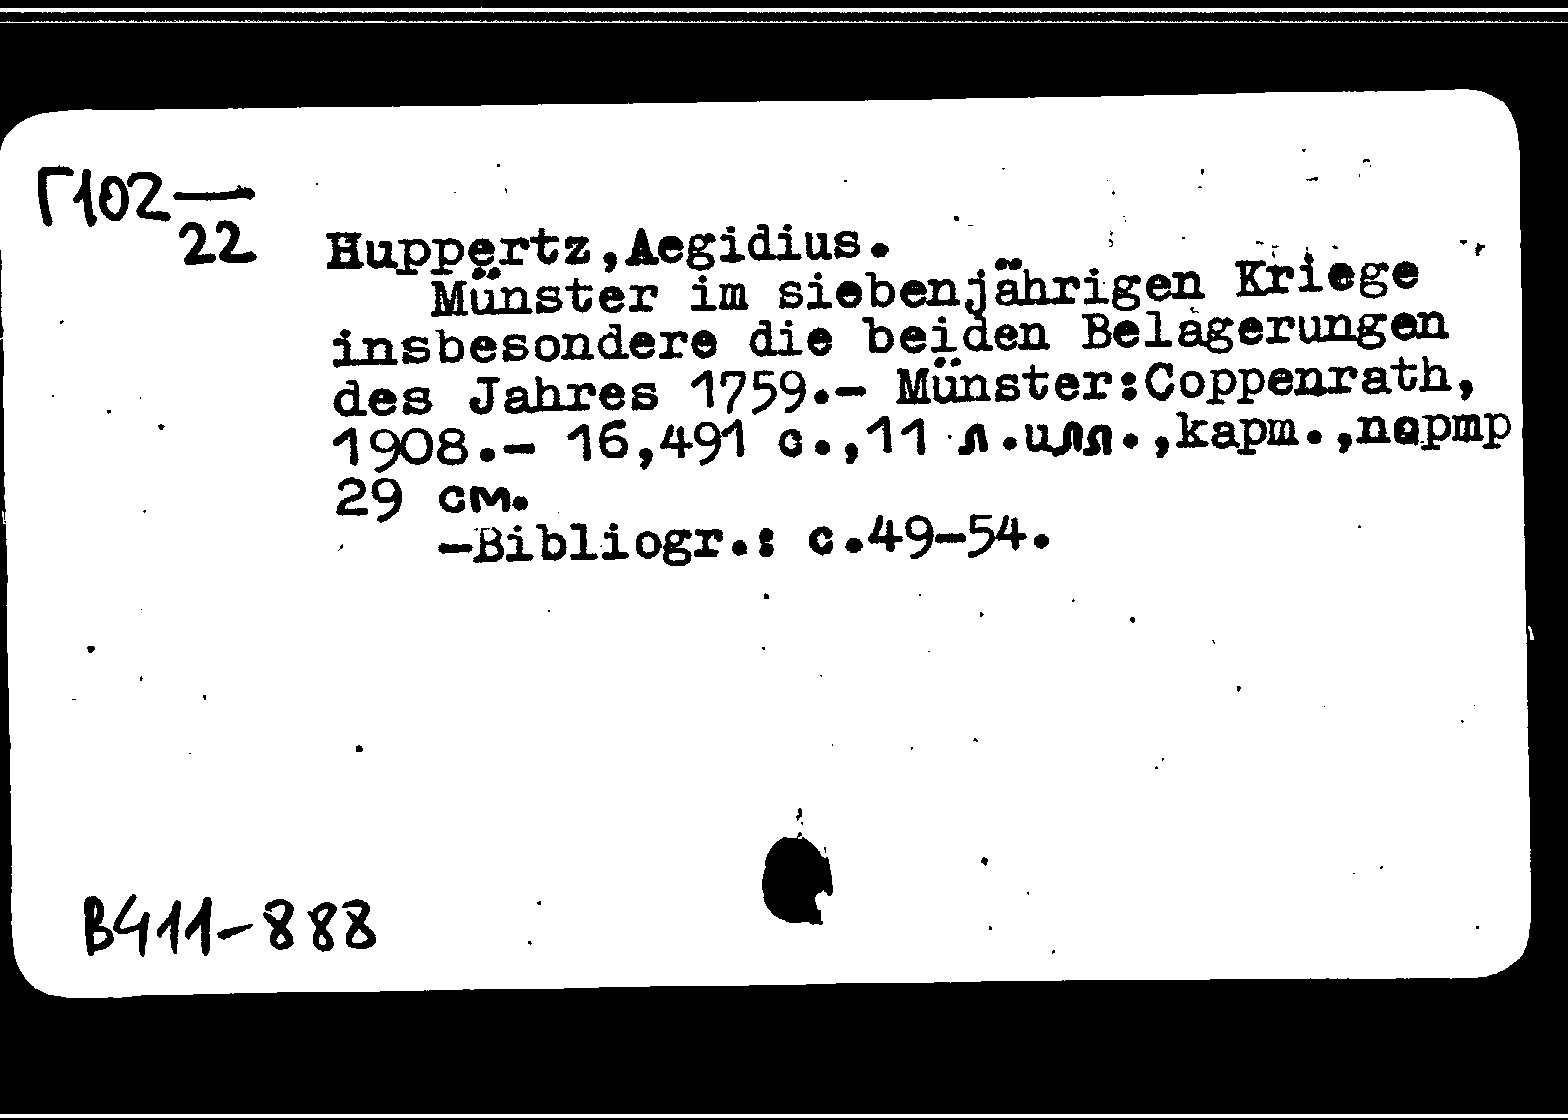 Г102—
22
Huppertz,Aegidius.
Münster im siebenjährigen Kriege
insbesondere die beiden Belagerungen
des Jahres 1759.- Münster:Coppenrath,
1908.- 16,491 с.,11 л.илл.,карт.,портр
29 см.
-Bibliogr.: с.49-54.
В411-888